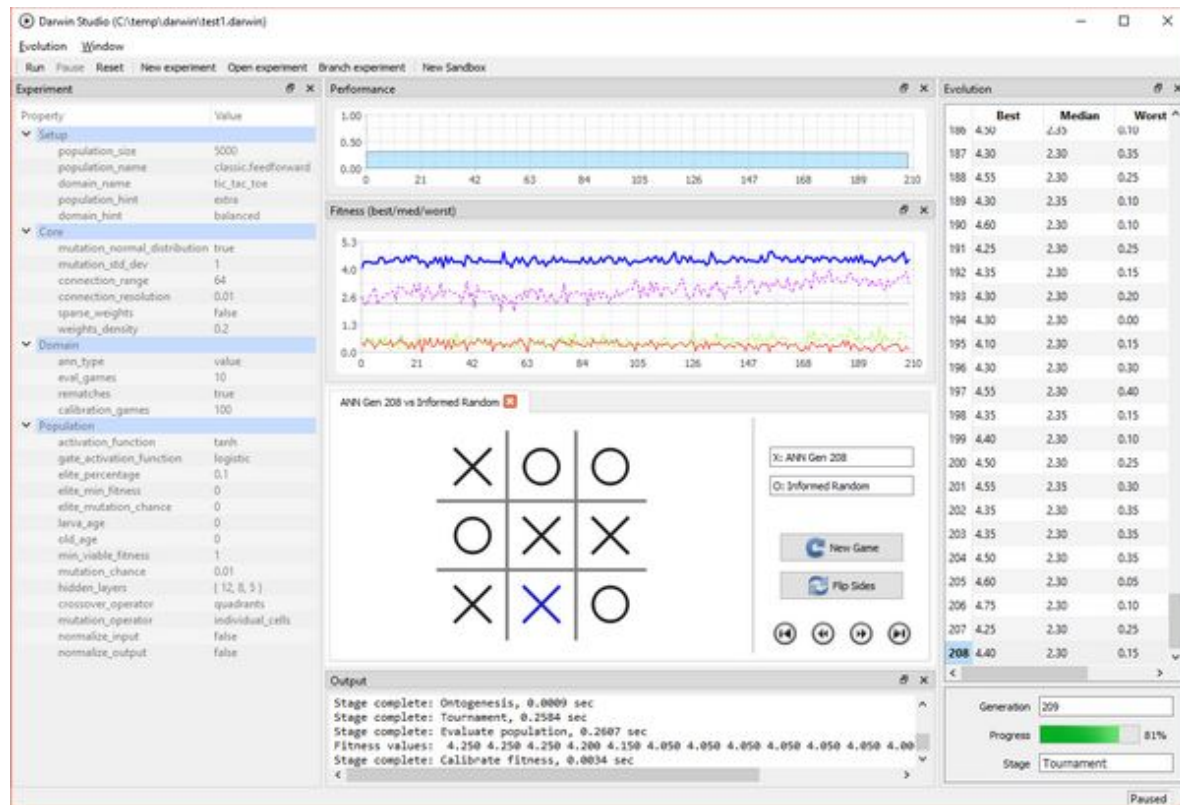 Darwin Studio (C:\temp\darwin\test1.darwin)
Evolution Window
Run Pause Reset New experiment Open experiment Branch experiment New Sandbox
Experiment
Property Value
Setup
population_size 5000
population_name classic.feedforward
domain_name tic_tac_toe
population_hint extra
domain_hint balanced
Core
mutation_normal_distribution true
mutation_std_dev 1
connection_range 64
connection_resolution 0.01
sparse_weights false
weights_density 0.2
Domain
ann_type value
eval_games 10
rematches true
calibration_games 100
Population
activation_function tanh
gate_activation_function logistic
elite_percentage 0.1
elite_min_fitness 0
elite_mutation_chance 0
larva_age 0
old_age 0
min_viable_fitness 1
mutation_chance 0.01
hidden_layers { 12, 8, 5 }
crossover_operator quadrants
mutation_operator individual_cells
normalize_input false
normalize_output false
Performance
1.00
0.50
0.00
0 21 42 63 84 105 126 147 168 189 210
Fitness (best/med/worst)
5.3
4.0
2.6
1.3
0.0
0 21 42 63 84 105 126 147 168 189 210
ANN Gen 208 vs Informed Random
X O O
O X X
X X O
X: ANN Gen 208
O: Informed Random
New Game
Flip Sides
Output
Stage complete: Ontogenesis, 0.0009 sec
Stage complete: Tournament, 0.2584 sec
Stage complete: Evaluate population, 0.2607 sec
Fitness values: 4.250 4.250 4.250 4.200 4.150 4.050 4.050 4.050 4.050 4.050 4.050 4.00
Stage complete: Calibrate fitness, 0.0034 sec
Evolution
Best Median Worst
186 4.50 2.35 0.10
187 4.30 2.30 0.35
188 4.55 2.30 0.25
189 4.30 2.35 0.10
190 4.60 2.30 0.10
191 4.25 2.30 0.25
192 4.35 2.30 0.15
193 4.30 2.30 0.20
194 4.30 2.30 0.00
195 4.10 2.30 0.15
196 4.30 2.30 0.30
197 4.55 2.30 0.40
198 4.35 2.35 0.15
199 4.40 2.30 0.10
200 4.50 2.30 0.25
201 4.55 2.35 0.30
202 4.35 2.30 0.35
203 4.35 2.30 0.35
204 4.50 2.30 0.35
205 4.60 2.30 0.05
206 4.75 2.30 0.10
207 4.25 2.30 0.25
208 4.40 2.30 0.15
Generation 209
Progress 81%
Stage Tournament
Paused